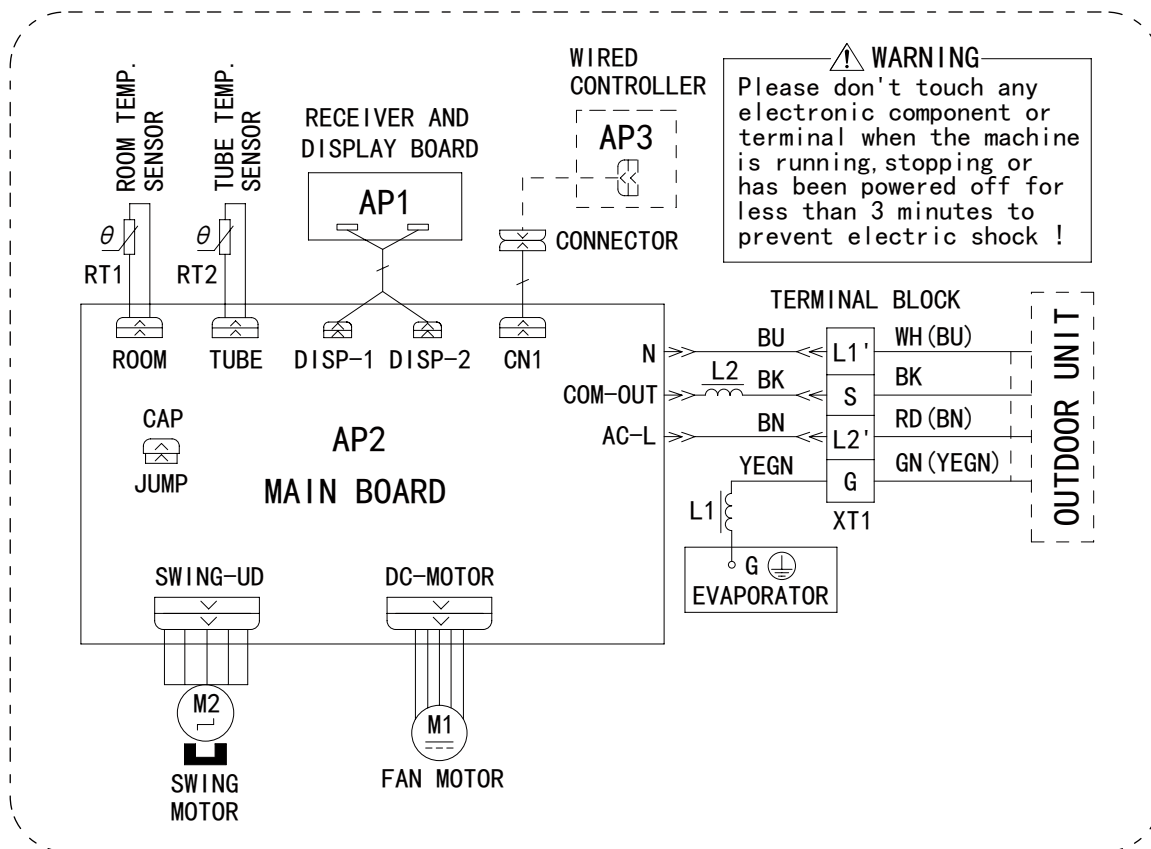 ROOM TEMP.
SENSOR
TUBE TEMP.
SENSOR
RECEIVER AND
DISPLAY BOARD
AP1
WIRED
CONTROLLER
AP3
CONNECTOR
WARNING
Please don't touch any
electronic component or
terminal when the machine
is running,stopping or
has been powered off for
less than 3 minutes to
prevent electric shock !
θ
RT1
θ
RT2
ROOM
TUBE
DISP-1
DISP-2
CN1
TERMINAL BLOCK
N
BU
L1'
WH(BU)
COM-OUT
L2
BK
S
BK
AC-L
BN
L2'
RD(BN)
YEGN
G
GN(YEGN)
XT1
OUTDOOR UNIT
L1
G
EVAPORATOR
CAP
JUMP
AP2
MAIN BOARD
SWING-UD
DC-MOTOR
M2
SWING
MOTOR
M1
FAN MOTOR